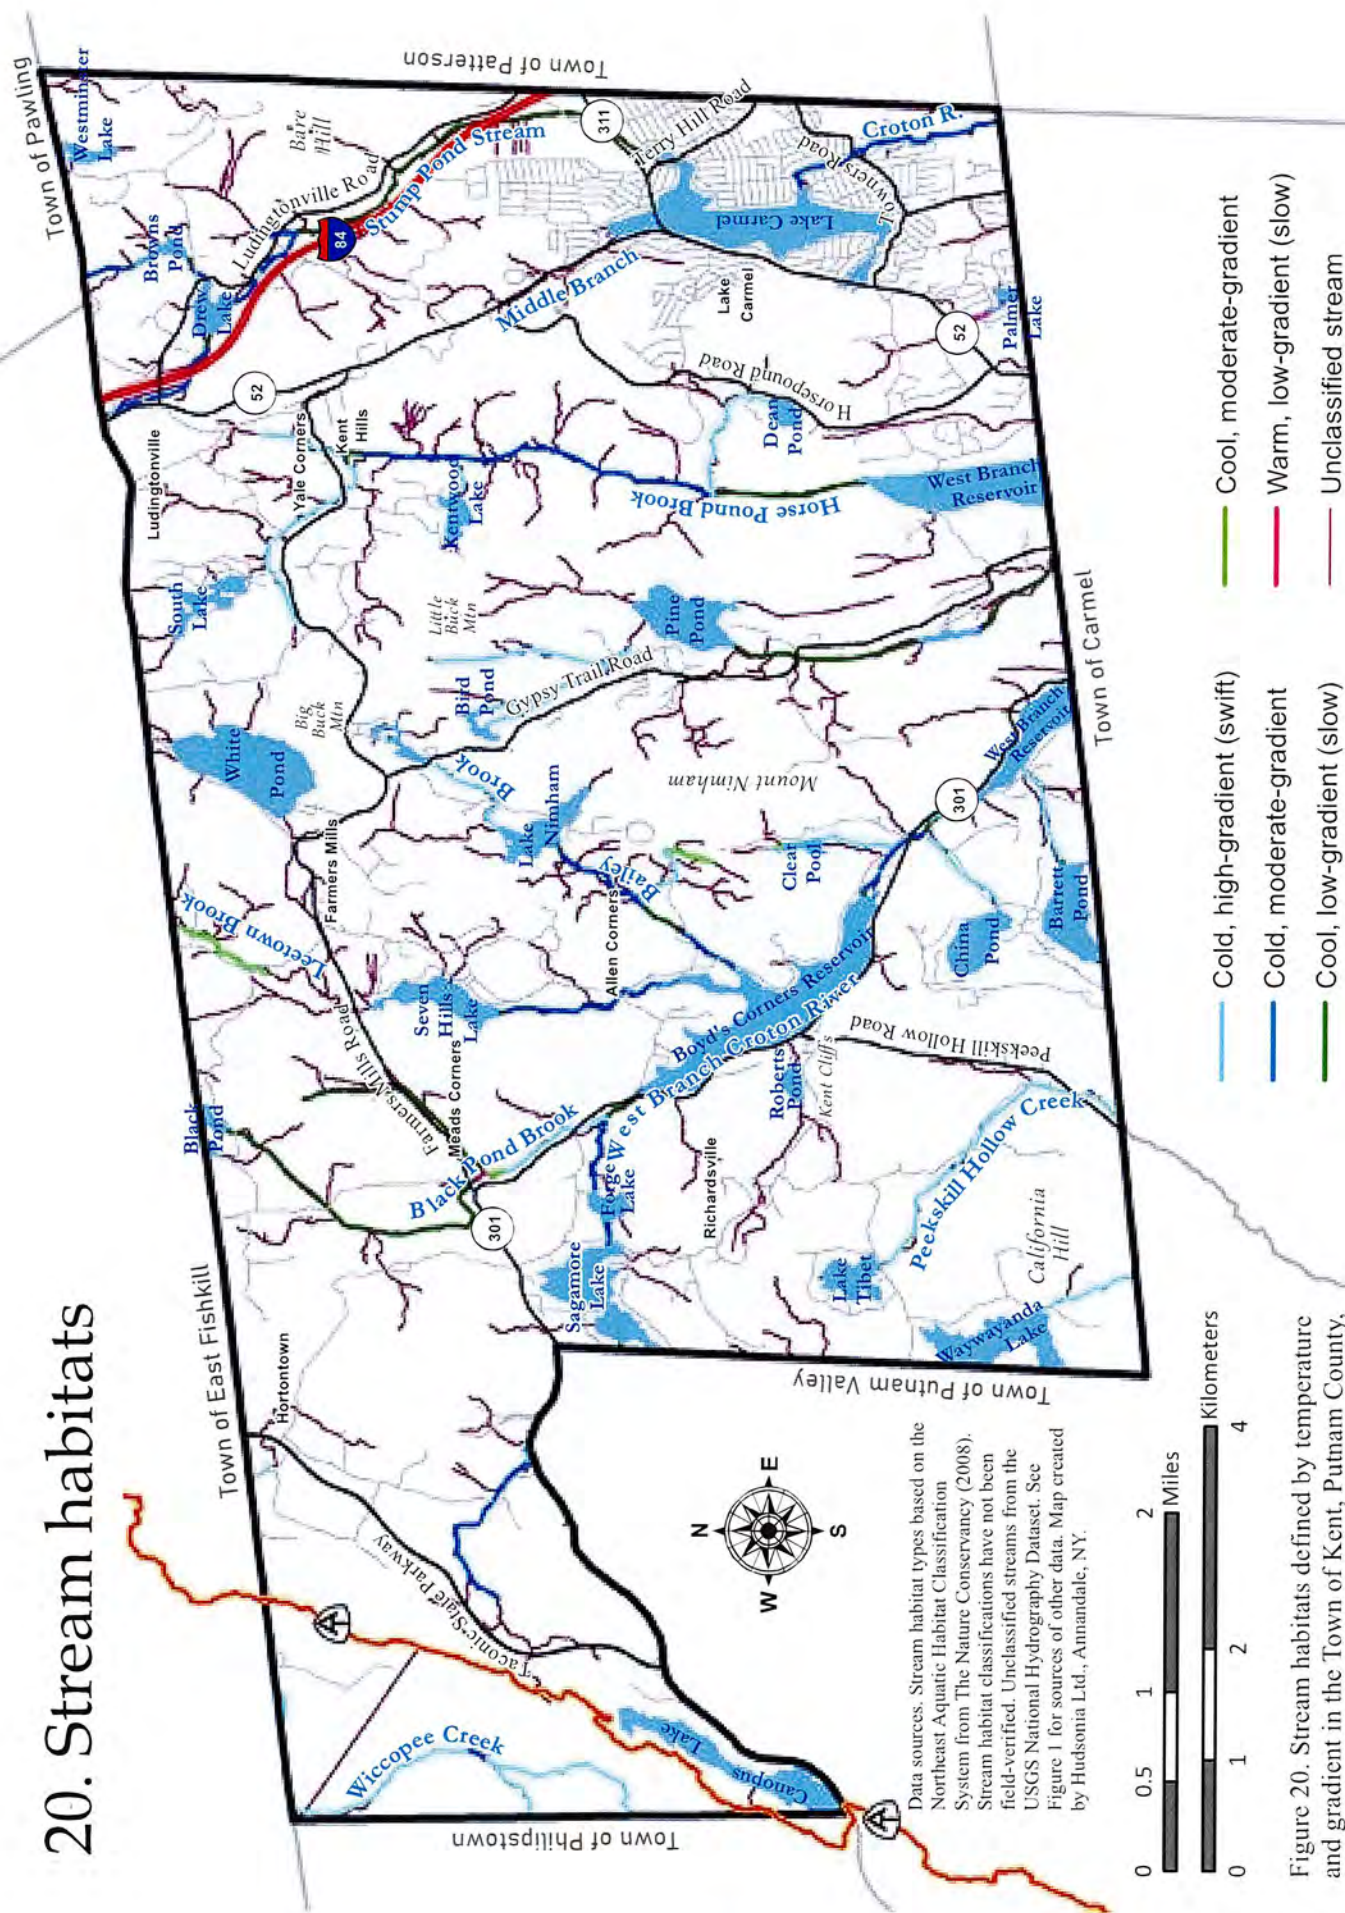 20. Stream habitats
Town of Pawling
Town of East Fishkill
Town of Patterson
Town of Philipstown
Town of Putnam Valley
Town of Carmel
Westminster
Lake
Bare
Hill
Browns
Pond
Ludingtonville Road
84
Stump Pond Stream
311
Terry Hill Road
Croton R.
Towners Road
Lake Carmel
Drew
Lake
52
Middle Branch
Lake
Carmel
52
Palmer
Lake
Horsepound Road
Dean
Pond
Ludingtonville
Yale Corners
Kent
Hills
Kentwood
Lake
Horse Pound Brook
West Branch
Reservoir
South
Lake
Little
Buck
Mtn
Pine
Pond
Big
Buck
Mtn
Bird
Pond
Gypsy Trail Road
White
Pond
Brook
Lake
Nimham
Mount Nimham
West Branch
Reservoir
301
Farmers Mills
Bailey
Clear
Pool
Leetown Brook
Allen Corners
China
Pond
Barrett
Pond
Seven
Hills
Lake
Boyd's Corners Reservoir
West Branch Croton River
Peekskill Hollow Road
Farmers Mills Road
Meads Corners
Black
Pond
Black Pond Brook
Roberts
Pond
Kent Cliffs
301
Forge
Lake
Richardsville
Peekskill Hollow Creek
Sagamore
Lake
Lake
Tibet
California
Hill
Waywayanda
Lake
Hortontown
Taconic State Parkway
A
Wiccopee Creek
Canopus
Lake
A
N
W
E
S
Data sources. Stream habitat types based on the
Northeast Aquatic Habitat Classification
System from The Nature Conservancy (2008).
Stream habitat classifications have not been
field-verified. Unclassified streams from the
USGS National Hydrography Dataset. See
Figure 1 for sources of other data. Map created
by Hudsonia Ltd., Annandale, NY.
0 0.5 1 2
Miles
Kilometers
0 1 2 4
Cold, high-gradient (swift)
Cold, moderate-gradient
Cool, low-gradient (slow)
Cool, moderate-gradient
Warm, low-gradient (slow)
Unclassified stream
Figure 20. Stream habitats defined by temperature
and gradient in the Town of Kent, Putnam County,